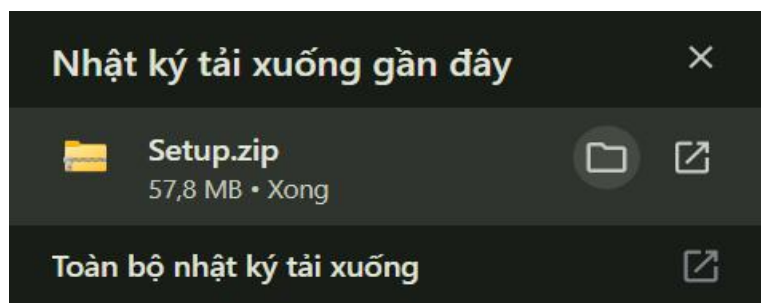 Nhật ký tải xuống gần đây
Setup.zip
57,8 MB • Xong
Toàn bộ nhật ký tải xuống